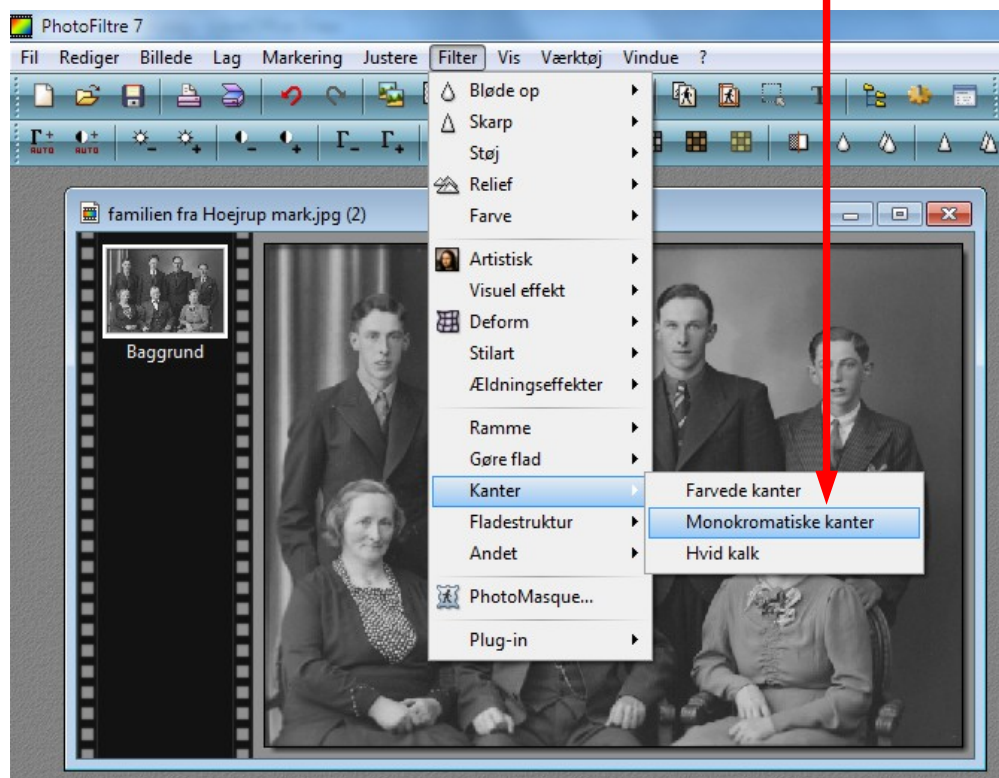 PhotoFiltre 7
Fil Rediger Billede Lag Markering Justere Filter Vis Værktøj Vindue ?
AUTO AUTO
familien fra Hoejrup mark.jpg (2)
Baggrund
Bløde op
Skarp
Støj
Relief
Farve
Artistisk
Visuel effekt
Deform
Stilart
Ældningseffekter
Ramme
Gøre flad
Kanter
Fladestruktur
Andet
PhotoMasque...
Plug-in
Farvede kanter
Monokromatiske kanter
Hvid kalk